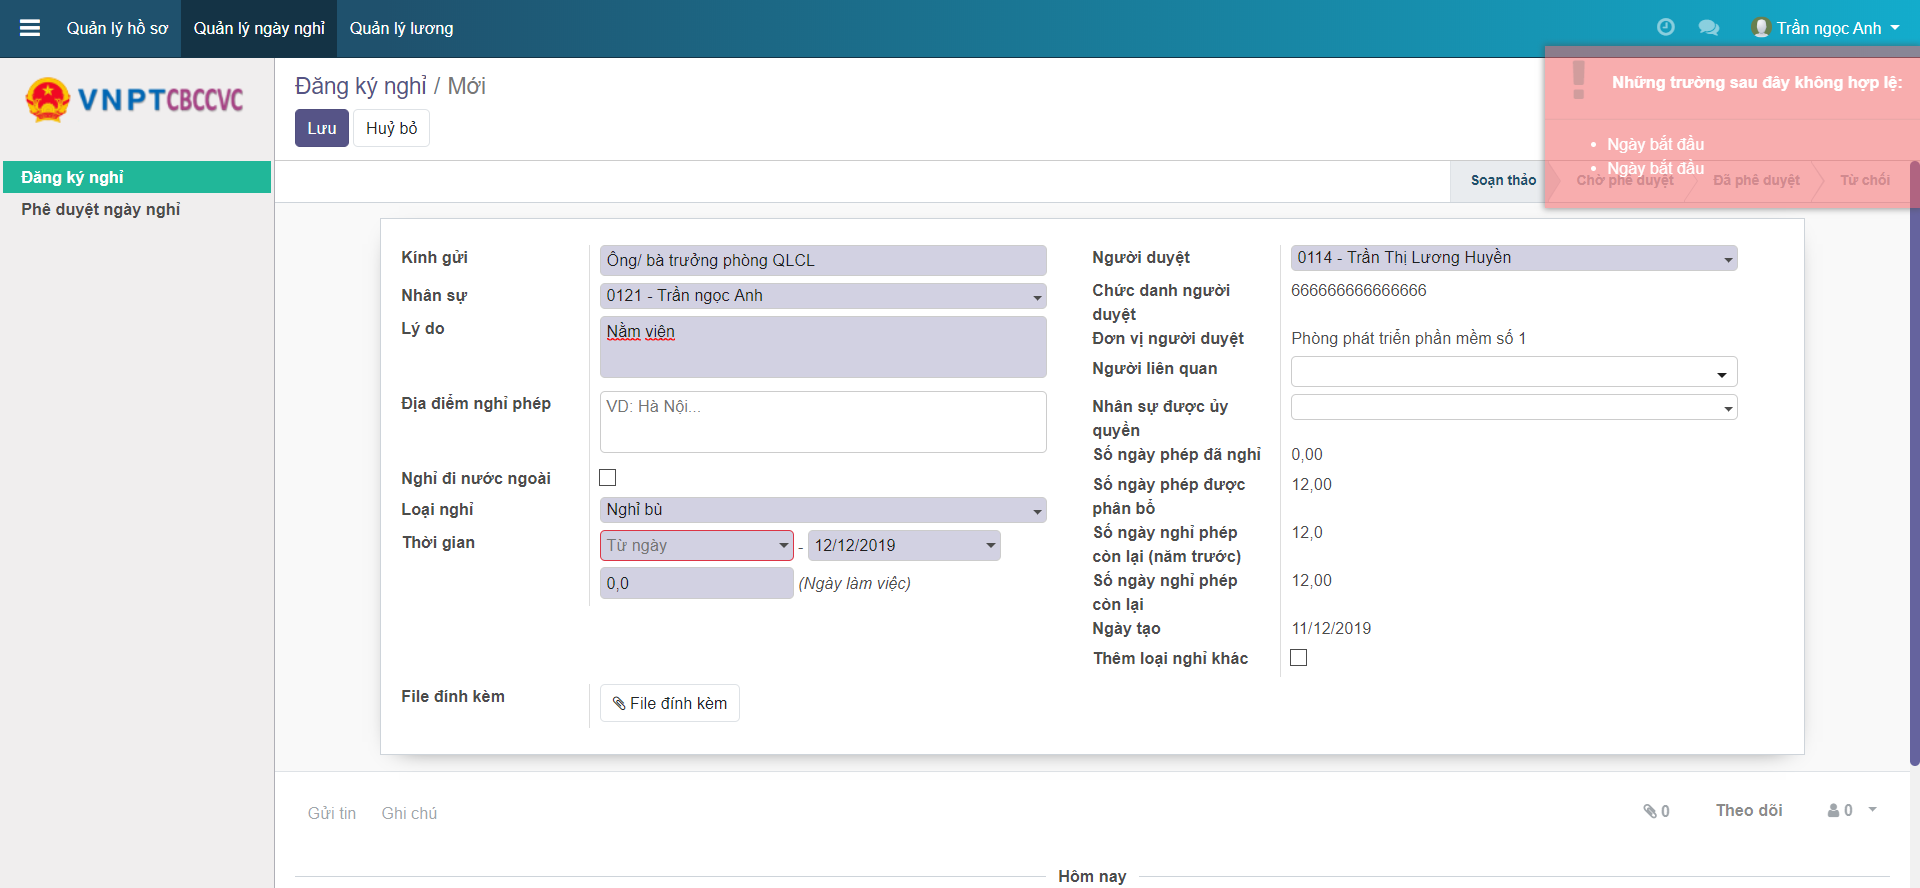 Quản lý hồ sơ
Quản lý ngày nghỉ
Quản lý lương
Trần ngọc Anh
VNPTCBCCVC
Đăng ký nghỉ
Phê duyệt ngày nghỉ
Đăng ký nghỉ / Mới
Lưu
Huỷ bỏ
Những trường sau đây không hợp lệ:
Ngày bắt đầu
Ngày bắt đầu
Soạn thảo
Chờ phê duyệt
Đã phê duyệt
Từ chối
Kính gửi
Ông/ bà trưởng phòng QLCL
Nhân sự
0121 - Trần ngọc Anh
Lý do
Nằm viện
Địa điểm nghỉ phép
VD: Hà Nội...
Nghỉ đi nước ngoài
Loại nghỉ
Nghỉ bù
Thời gian
Từ ngày - 12/12/2019
0,0 (Ngày làm việc)
File đính kèm
File đính kèm
Người duyệt
0114 - Trần Thị Lương Huyền
Chức danh người
duyệt
666666666666666
Đơn vị người duyệt
Phòng phát triển phần mềm số 1
Người liên quan
Nhân sự được ủy
quyền
Số ngày phép đã nghỉ
0,00
Số ngày phép được
phân bổ
12,00
Số ngày nghỉ phép
còn lại (năm trước)
12,0
Số ngày nghỉ phép
còn lại
12,00
Ngày tạo
11/12/2019
Thêm loại nghỉ khác
Gửi tin
Ghi chú
0
Theo dõi
0
Hôm nay